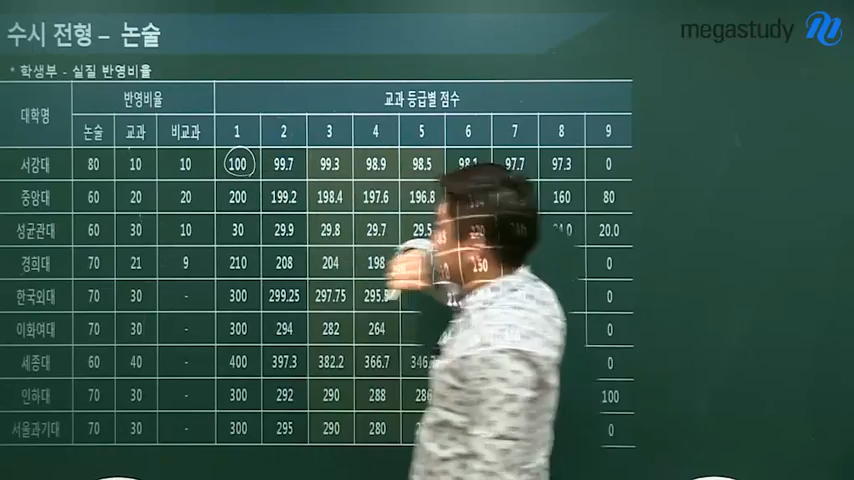 수시 전형 – 논술
megastudy
* 학생부 - 실질 반영비율
대학명 반영비율 교과 등급별 점수
논술 교과 비교과 1 2 3 4 5 6 7 8 9
서강대 80 10 10 100 99.7 99.3 98.9 98.5 98.1 97.7 97.3 0
중앙대 60 20 20 200 199.2 198.4 197.6 196.8 160 80
성균관대 60 30 10 30 29.9 29.8 29.7 29.5 20.0
경희대 70 21 9 210 208 204 198 150 0
한국외대 70 30 - 300 299.25 297.75 0
이화여대 70 30 - 300 294 282 264 0
세종대 60 40 - 400 397.3 382.2 366.7 0
인하대 70 30 - 300 292 290 288 100
서울과기대 70 30 - 300 295 290 280 0